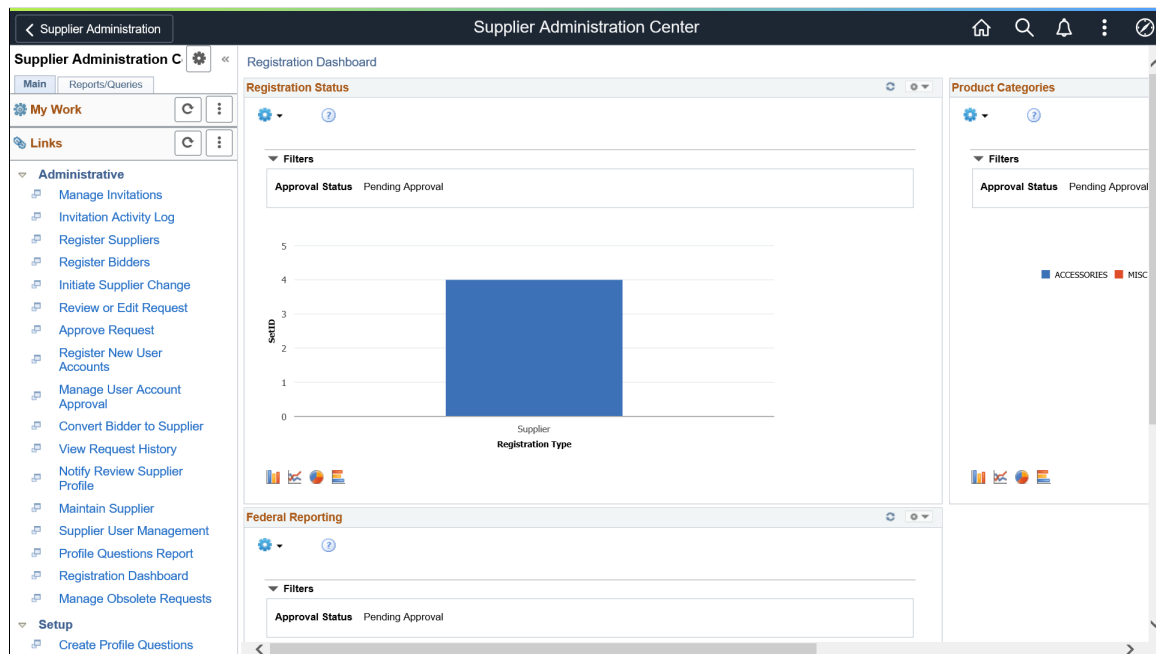 Supplier Administration
Supplier Administration Center
Supplier Administration C
«
Main
Reports/Queries
My Work
Links
Administrative
Manage Invitations
Invitation Activity Log
Register Suppliers
Register Bidders
Initiate Supplier Change
Review or Edit Request
Approve Request
Register New User
Accounts
Manage User Account
Approval
Convert Bidder to Supplier
View Request History
Notify Review Supplier
Profile
Maintain Supplier
Supplier User Management
Profile Questions Report
Registration Dashboard
Manage Obsolete Requests
Setup
Create Profile Questions
Registration Dashboard
Registration Status
?
Filters
Approval Status Pending Approval
5
4
3
2
1
0
SetID
Supplier
Registration Type
Product Categories
?
Filters
Approval Status Pending Approval
ACCESSORIES MISC
Federal Reporting
?
Filters
Approval Status Pending Approval